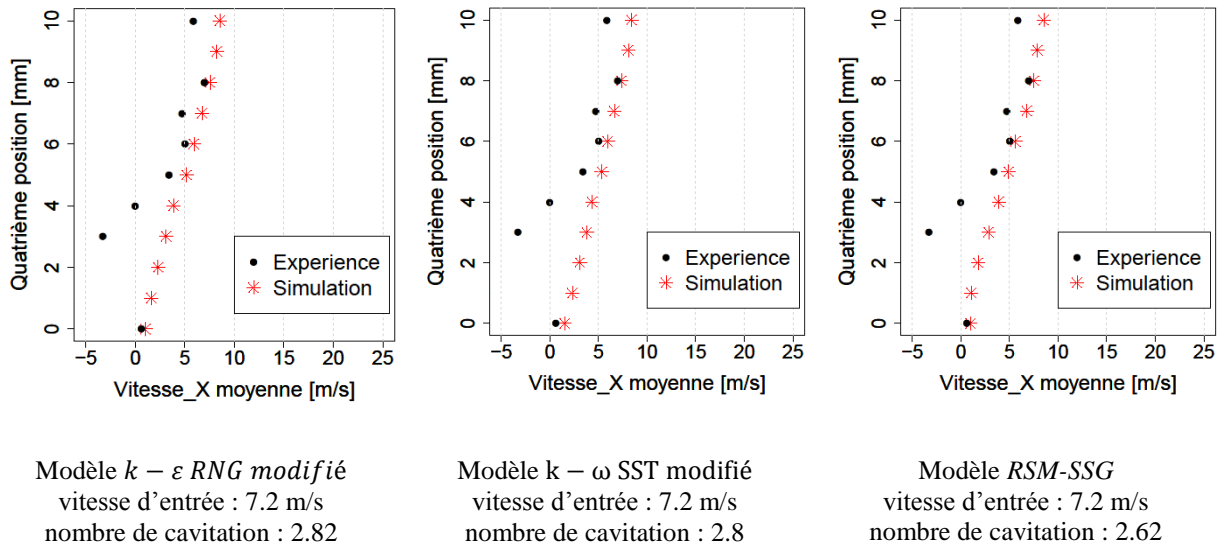 Quatrième position [mm]
10
8
6
4
2
0
Experience
Simulation
−5 0 5 10 15 20 25
Vitesse_X moyenne [m/s]
Modèle k − ε RNG modifié
vitesse d'entrée : 7.2 m/s
nombre de cavitation : 2.82
Quatrième position [mm]
10
8
6
4
2
0
Experience
Simulation
−5 0 5 10 15 20 25
Vitesse_X moyenne [m/s]
Modèle k − ω SST modifié
vitesse d'entrée : 7.2 m/s
nombre de cavitation : 2.8
Quatrième position [mm]
10
8
6
4
2
0
Experience
Simulation
−5 0 5 10 15 20 25
Vitesse_X moyenne [m/s]
Modèle RSM-SSG
vitesse d'entrée : 7.2 m/s
nombre de cavitation : 2.62